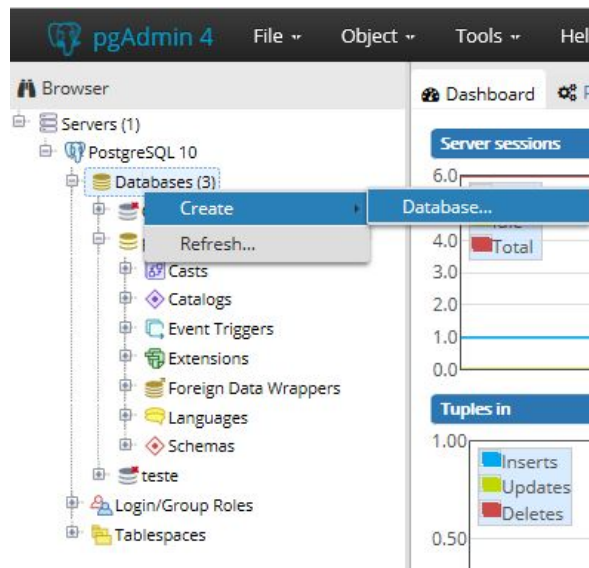 pgAdmin 4 File Object Tools Hel
Browser
Dashboard
Servers (1)
PostgreSQL 10
Databases (3)
Create
Database...
Refresh...
Casts
Catalogs
Event Triggers
Extensions
Foreign Data Wrappers
Languages
Schemas
teste
Login/Group Roles
Tablespaces
Server sessions
6.0
4.0
Total
3.0
2.0
1.0
0.0
Tuples in
1.00
Inserts
Updates
Deletes
0.50